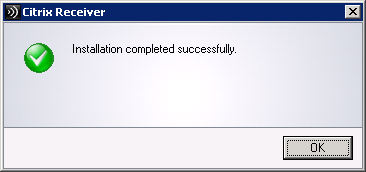 Citrix Receiver
Installation completed successfully.
OK